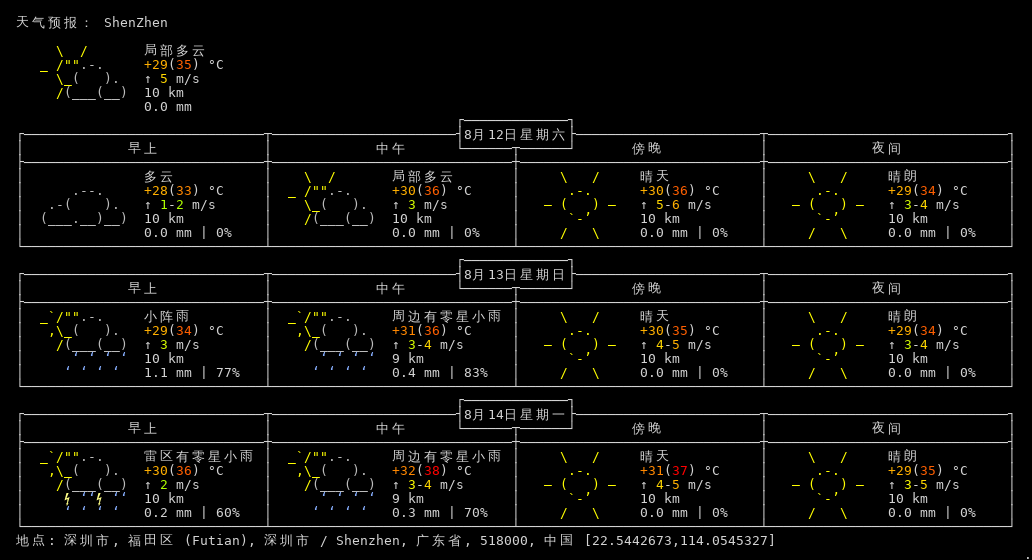 天气预报: ShenZhen
局部多云
+29(35) °C
↑ 5 m/s
10 km
0.0 mm
8月12日星期六
早上 中午 傍晚 夜间
多云 局部多云 晴天 晴朗
+28(33) °C +30(36) °C +30(36) °C +29(34) °C
↑ 1-2 m/s ↑ 3 m/s ↑ 5-6 m/s ↑ 3-4 m/s
10 km 10 km 10 km 10 km
0.0 mm | 0% 0.0 mm | 0% 0.0 mm | 0% 0.0 mm | 0%
8月13日星期日
早上 中午 傍晚 夜间
小阵雨 周边有零星小雨 晴天 晴朗
+29(34) °C +31(36) °C +30(35) °C +29(34) °C
↑ 3 m/s ↑ 3-4 m/s ↑ 4-5 m/s ↑ 3-4 m/s
10 km 9 km 10 km 10 km
1.1 mm | 77% 0.4 mm | 83% 0.0 mm | 0% 0.0 mm | 0%
8月14日星期一
早上 中午 傍晚 夜间
雷区有零星小雨 周边有零星小雨 晴天 晴朗
+30(36) °C +32(38) °C +31(37) °C +29(35) °C
↑ 2 m/s ↑ 3-4 m/s ↑ 4-5 m/s ↑ 3-5 m/s
10 km 9 km 10 km 10 km
0.2 mm | 60% 0.3 mm | 70% 0.0 mm | 0% 0.0 mm | 0%
地点: 深圳市, 福田区 (Futian), 深圳市 / Shenzhen, 广东省, 518000, 中国 [22.5442673,114.0545327]